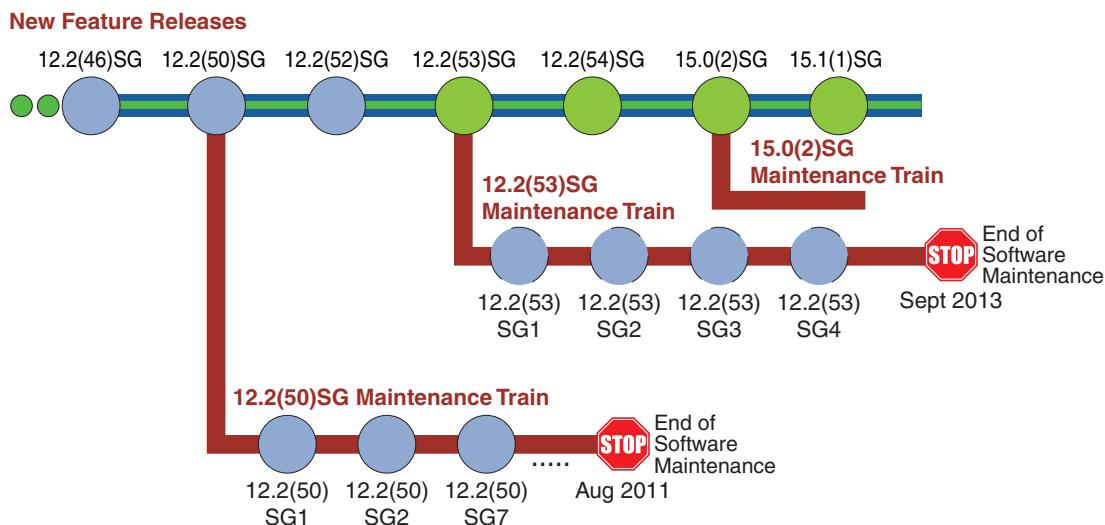 New Feature Releases
12.2(46)SG 12.2(50)SG 12.2(52)SG 12.2(53)SG 12.2(54)SG 15.0(2)SG 15.1(1)SG
15.0(2)SG
Maintenance Train
12.2(53)SG
Maintenance Train
STOP
End of
Software
Maintenance
Sept 2013
12.2(53) 12.2(53) 12.2(53) 12.2(53)
SG1 SG2 SG3 SG4
12.2(50)SG Maintenance Train
STOP
End of
Software
Maintenance
.....
Aug 2011
12.2(50) 12.2(50) 12.2(50)
SG1 SG2 SG7